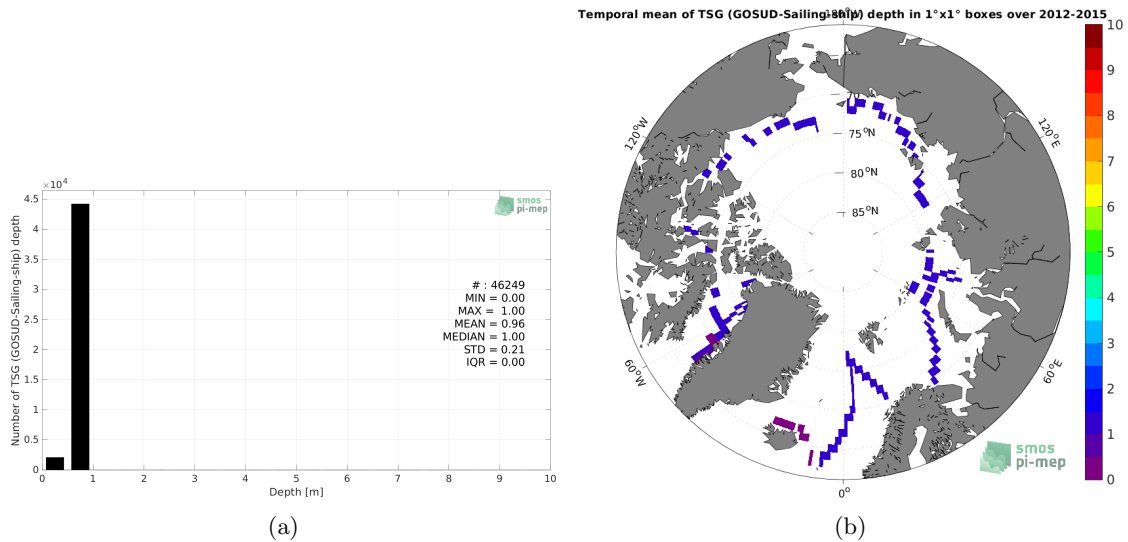 ×10⁴
4.5
4
3.5
3
2.5
2
1.5
1
0.5
0
0 1 2 3 4 5 6 7 8 9 10
Number of TSG (GOSUD-Sailing-ship) depth
Depth [m]
smos
pi-mep
# : 46249
MIN = 0.00
MAX = 1.00
MEAN = 0.96
MEDIAN = 1.00
STD = 0.21
IQR = 0.00
(a)
Temporal mean of TSG (GOSUD-Sailing-ship) depth in 1°x1° boxes over 2012-2015
180°W
120°W
120°E
75°N
80°N
85°N
60°W
60°E
0°
smos
pi-mep
10
9
8
7
6
5
4
3
2
1
0
(b)